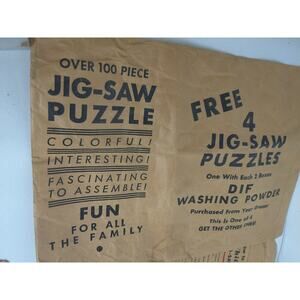 OVER 100 PIECE
JIG-SAW
PUZZLE
COLORFUL!
INTERESTING!
FASCINATING
TO ASSEMBLE!
FUN
FOR ALL
THE FAMILY
FREE
4
JIG-SAW
PUZZLES
One With Each 2 Boxes
DIF
WASHING POWDER
Purchased From Your Grocer
This Is One of 4
GET THE OTHER THREE